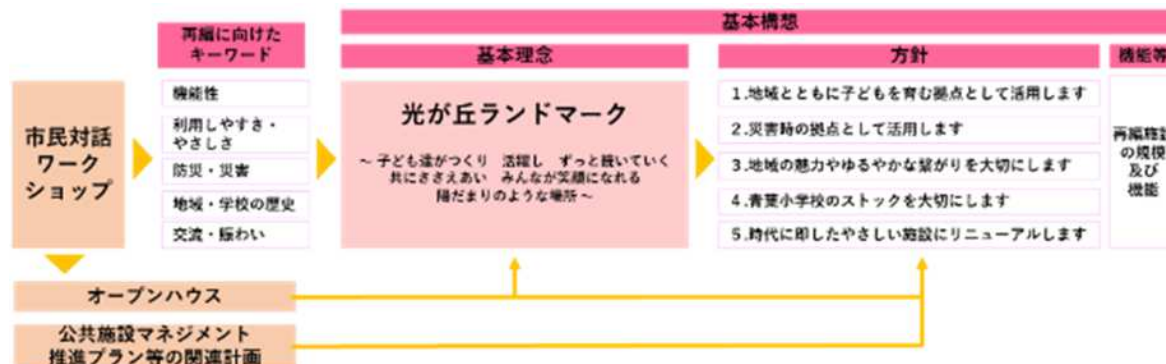 基本構想
再編に向けた
キーワード
基本理念
方針
機能等
市民対話
ワーク
ショップ
機能性
利用しやすさ・
やさしさ
防災・災害
地域・学校の歴史
交流・賑わい
光が丘ランドマーク
～ 子ども達がつくり 活躍し ずっと続いていく
共にささえあい みんなが笑顔になれる
陽だまりのような場所 ～
1.地域とともに子どもを育む拠点として活用します
2.災害時の拠点として活用します
3.地域の魅力やゆるやかな繋がりを大切にします
4.青葉小学校のストックを大切にします
5.時代に即したやさしい施設にリニューアルします
再編施設
の規模
及び
機能
オープンハウス
公共施設マネジメント
推進プラン等の関連計画